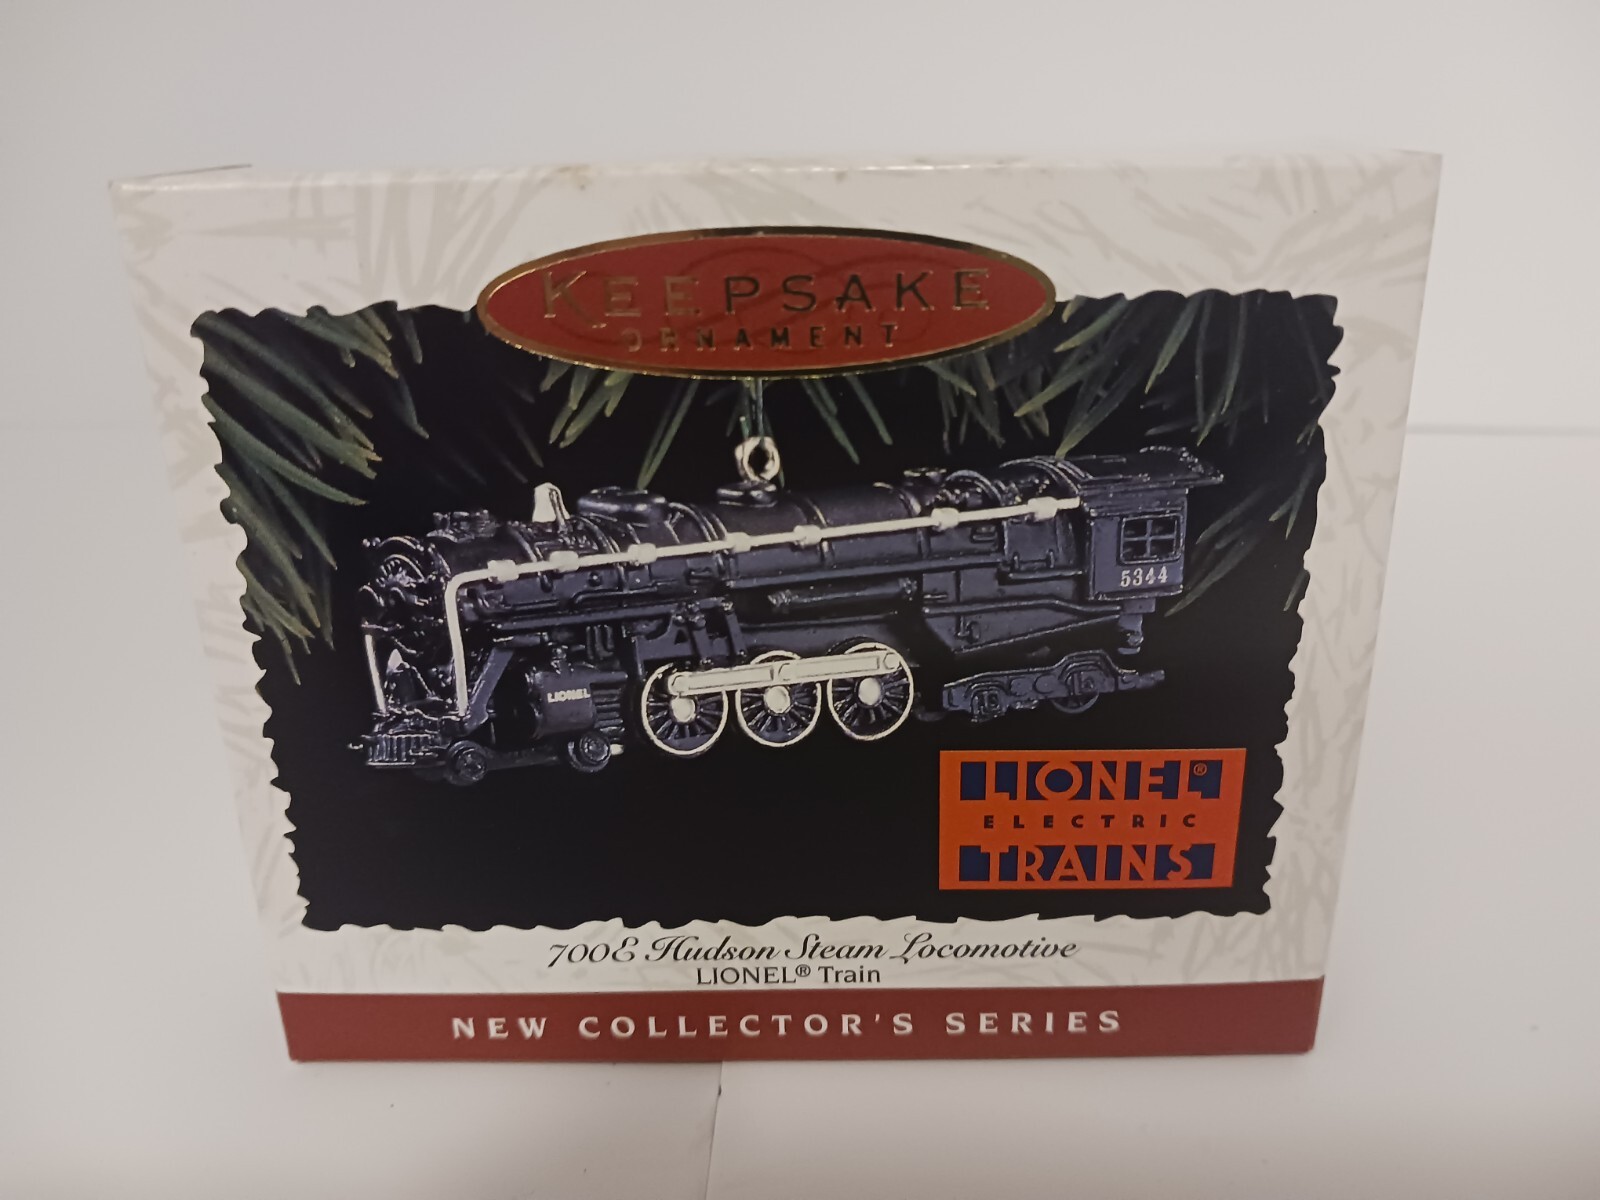 KEEPSAKE
ORNAMENT
5344
LIONEL
LIONEL®
ELECTRIC
TRAINS
700E Hudson Steam Locomotive
LIONEL® Train
NEW COLLECTOR'S SERIES